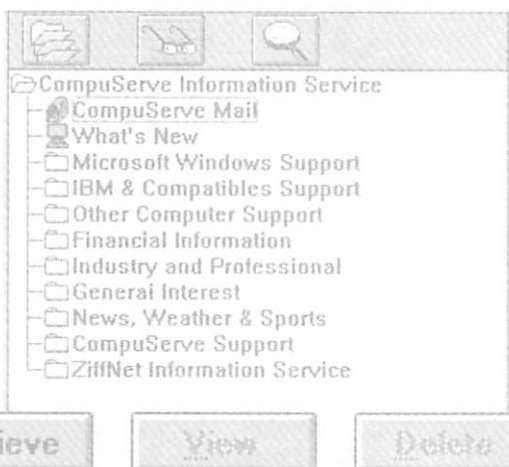 CompuServe Information Service
CompuServe Mail
What's New
Microsoft Windows Support
IBM & Compatibles Support
Other Computer Support
Financial Information
Industry and Professional
General Interest
News, Weather & Sports
CompuServe Support
ZiffNet Information Service
ieve View Delete